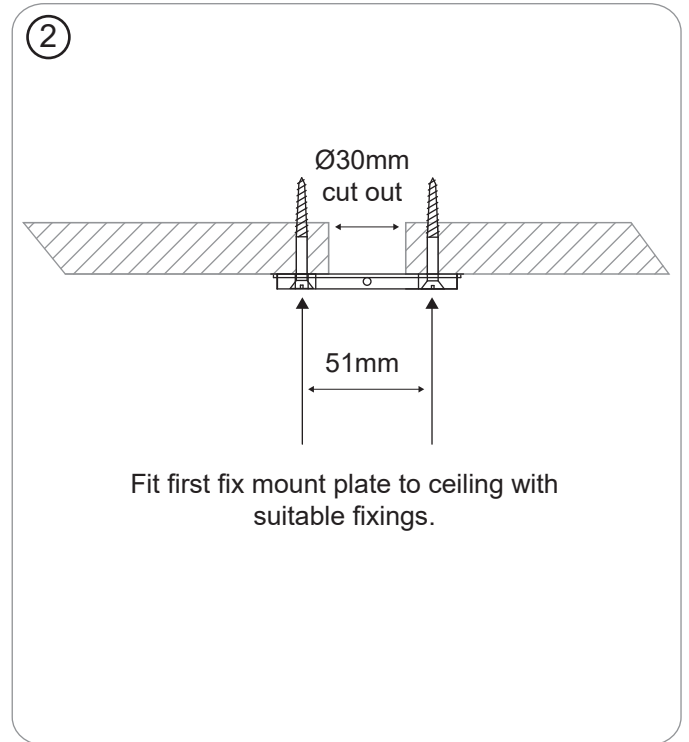 2
Ø30mm
cut out
51mm
Fit first fix mount plate to ceiling with
suitable fixings.